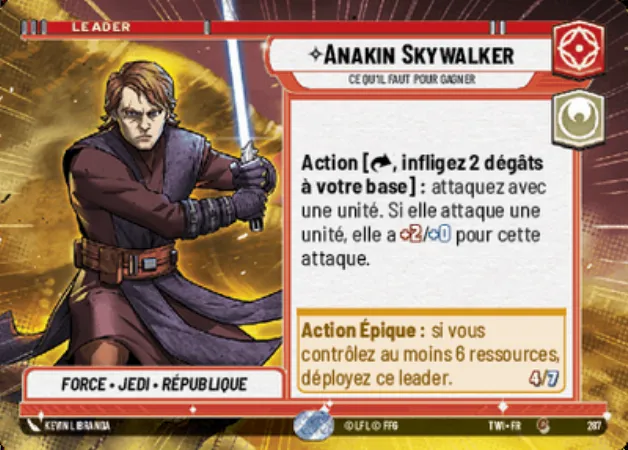 LEADER
ANAKIN SKYWALKER
CE QU'IL FAUT POUR GAGNER
Action [, infligez 2 dégâts
à votre base] : attaquez avec
une unité. Si elle attaque une
unité, elle a +2/+0 pour cette
attaque.
Action Épique : si vous
contrôlez au moins 6 ressources,
déployez ce leader. 4/7
FORCE • JEDI • RÉPUBLIQUE
KEVIN LIBRANDA
© LFL © FFG
TWI • FR
287